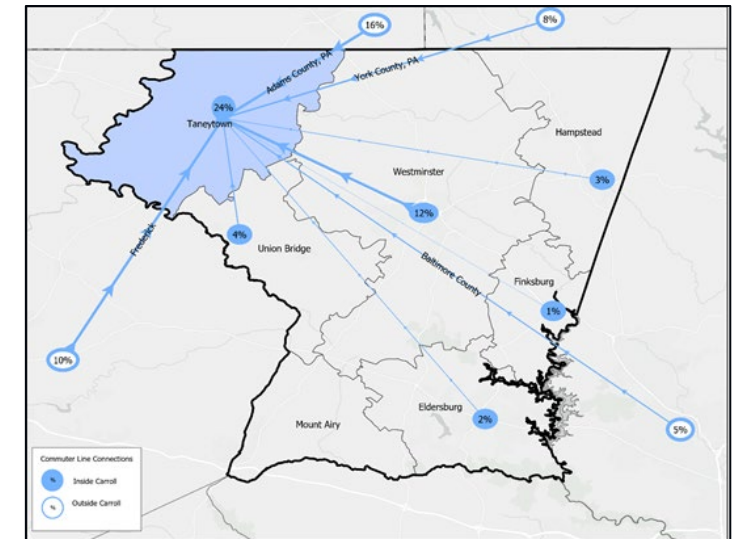 16%
8%
Adams County, PA
York County, PA
24%
Taneytown
Hampstead
Westminster
3%
12%
4%
Frederick
Union Bridge
Baltimore County
Finksburg
1%
10%
Eldersburg
2%
Mount Airy
5%
Commuter Line Connections
% Inside Carroll
% Outside Carroll